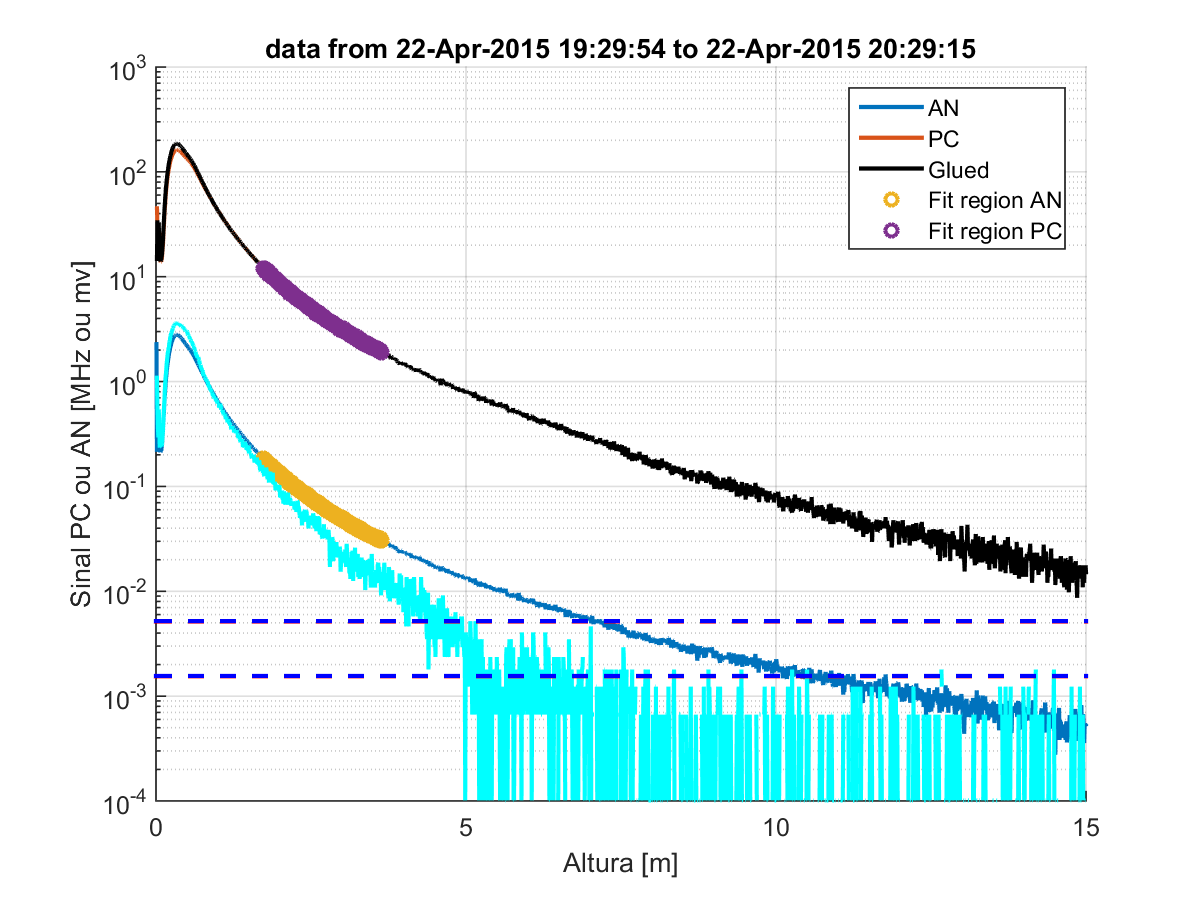 data from 22-Apr-2015 19:29:54 to 22-Apr-2015 20:29:15
Sinal PC ou AN [MHz ou mv]
10^3
10^2
10^1
10^0
10^-1
10^-2
10^-3
10^-4
AN
PC
Glued
Fit region AN
Fit region PC
0 5 10 15
Altura [m]